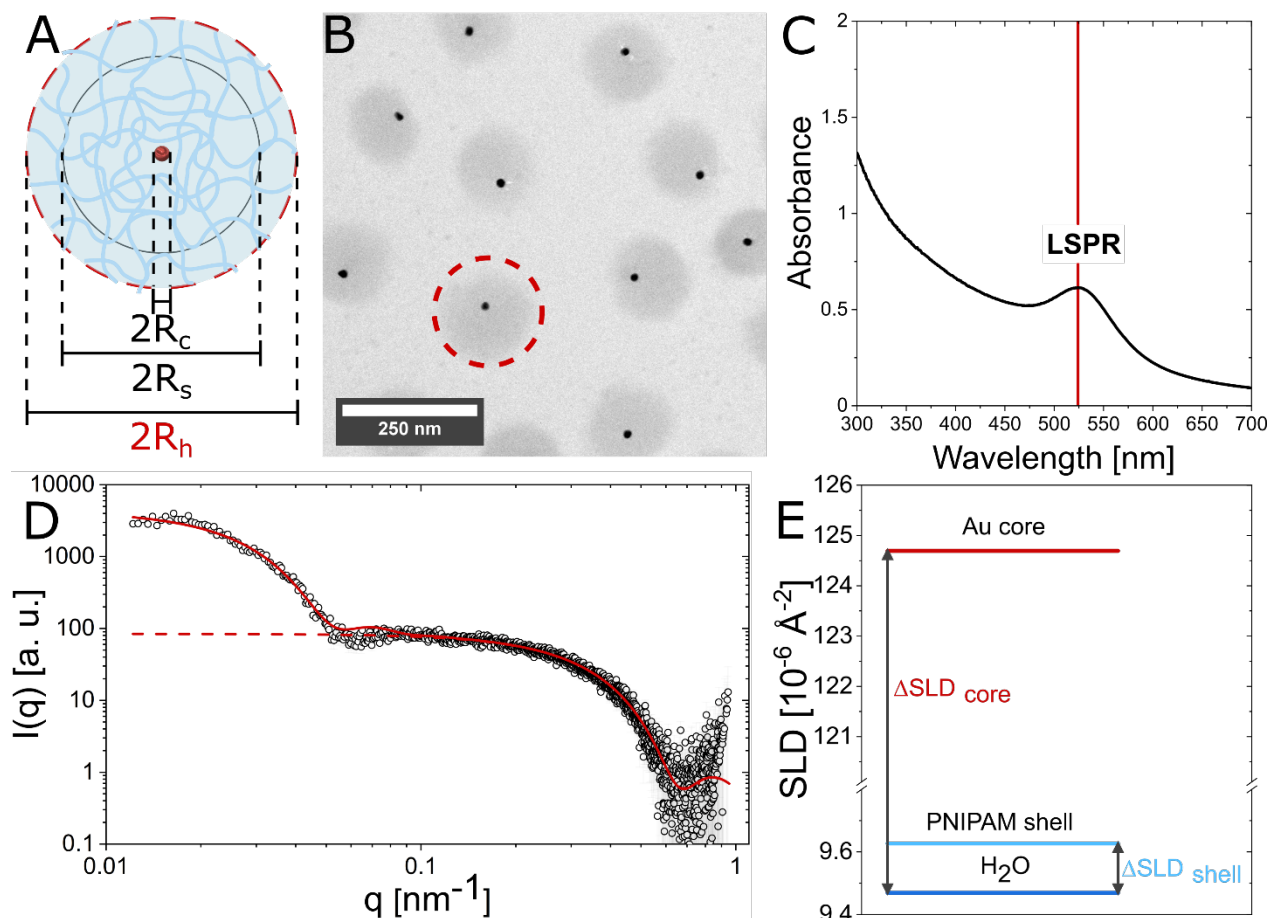 A
2R_c
2R_s
2R_h
B
250 nm
C
Absorbance
2
1.5
1
0.5
0
LSPR
300 350 400 450 500 550 600 650 700
Wavelength [nm]
D
I(q) [a. u.]
10000
1000
100
10
1
0.1
0.01 0.1 1
q [nm⁻¹]
E
SLD [10⁻⁶ Å⁻²]
126
125
124
123
122
121
9.6
9.4
Au core
ΔSLD core
PNIPAM shell
H₂O
ΔSLD shell